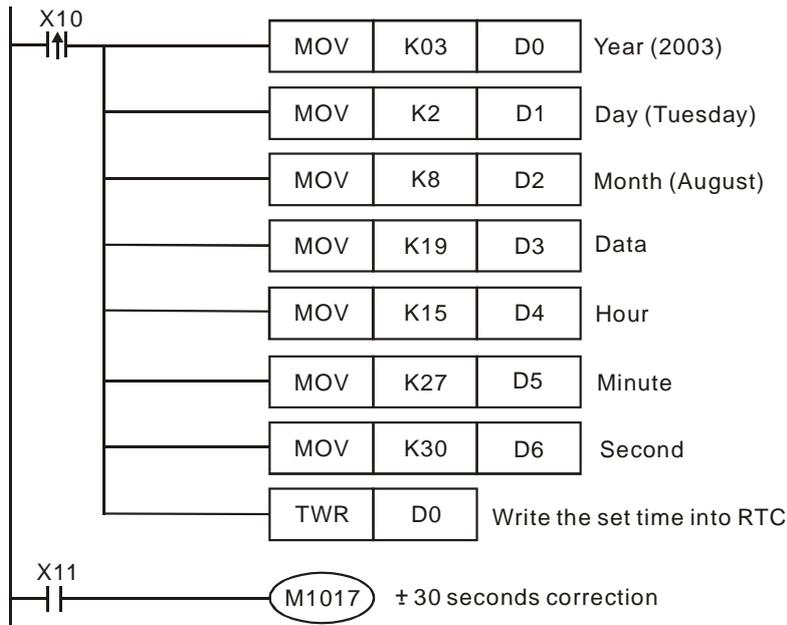 X10
MOV K03 D0 Year (2003)
MOV K2 D1 Day (Tuesday)
MOV K8 D2 Month (August)
MOV K19 D3 Data
MOV K15 D4 Hour
MOV K27 D5 Minute
MOV K30 D6 Second
TWR D0 Write the set time into RTC
X11
M1017 ± 30 seconds correction